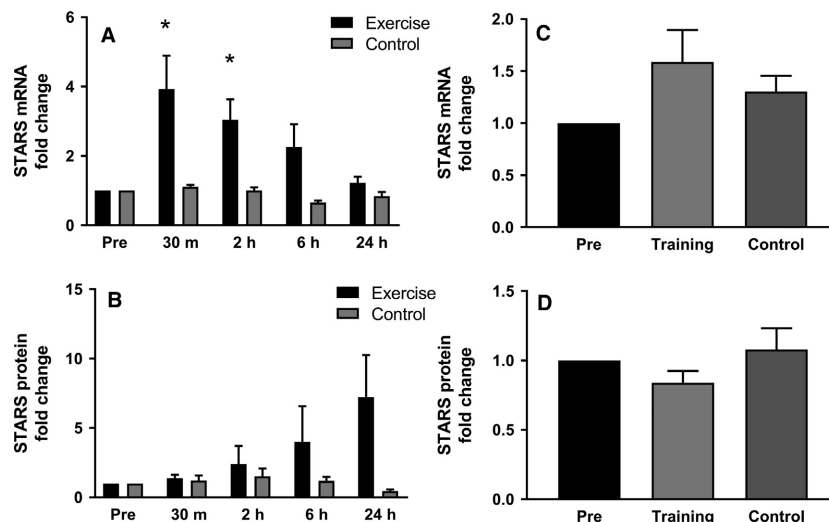 A
Exercise
Control
STARS mRNA
fold change
6
4
2
0
*
*
Pre 30 m 2 h 6 h 24 h
C
STARS mRNA
fold change
2.0
1.5
1.0
0.5
0.0
Pre Training Control
B
Exercise
Control
STARS protein
fold change
15
10
5
0
Pre 30 m 2 h 6 h 24 h
D
STARS protein
fold change
1.5
1.0
0.5
0.0
Pre Training Control